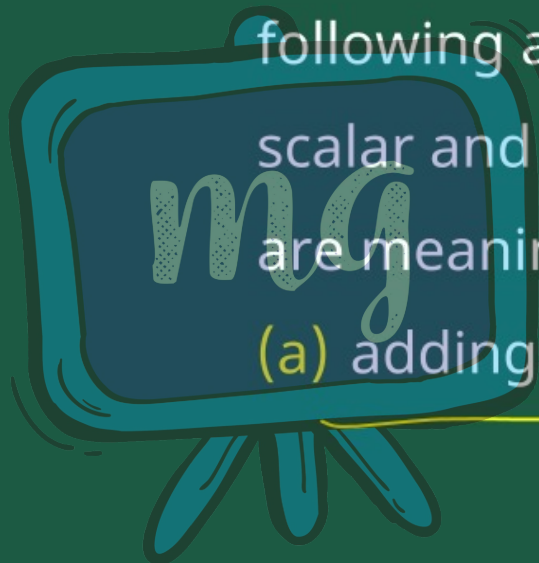 following a
scalar and
mg
are meanin
(a) adding